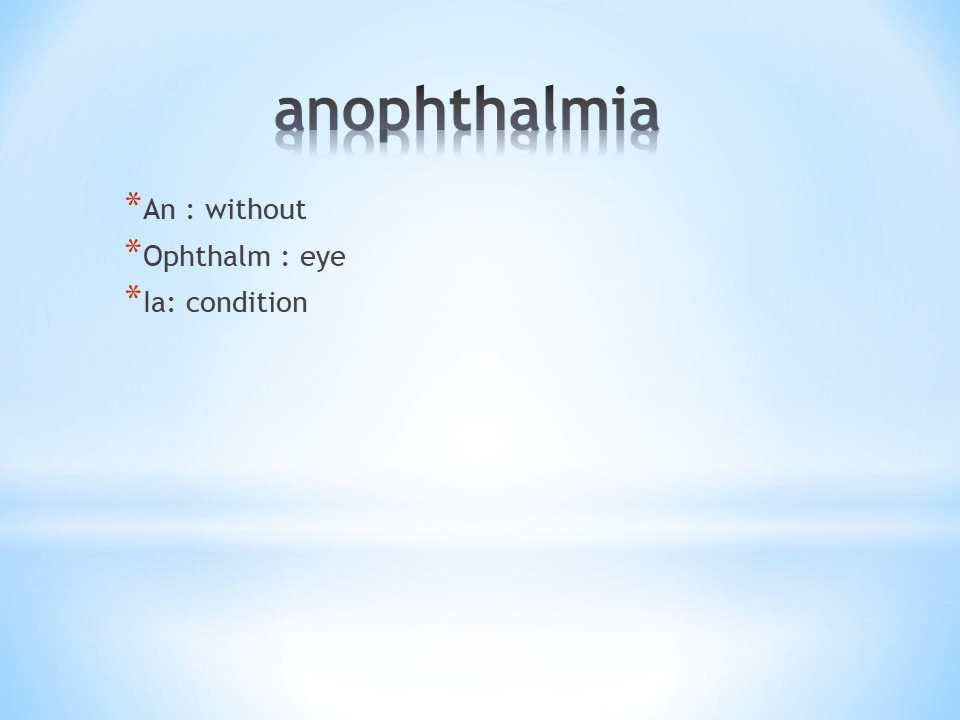 anophthalmia
* An : without
* Ophthalm : eye
* Ia: condition